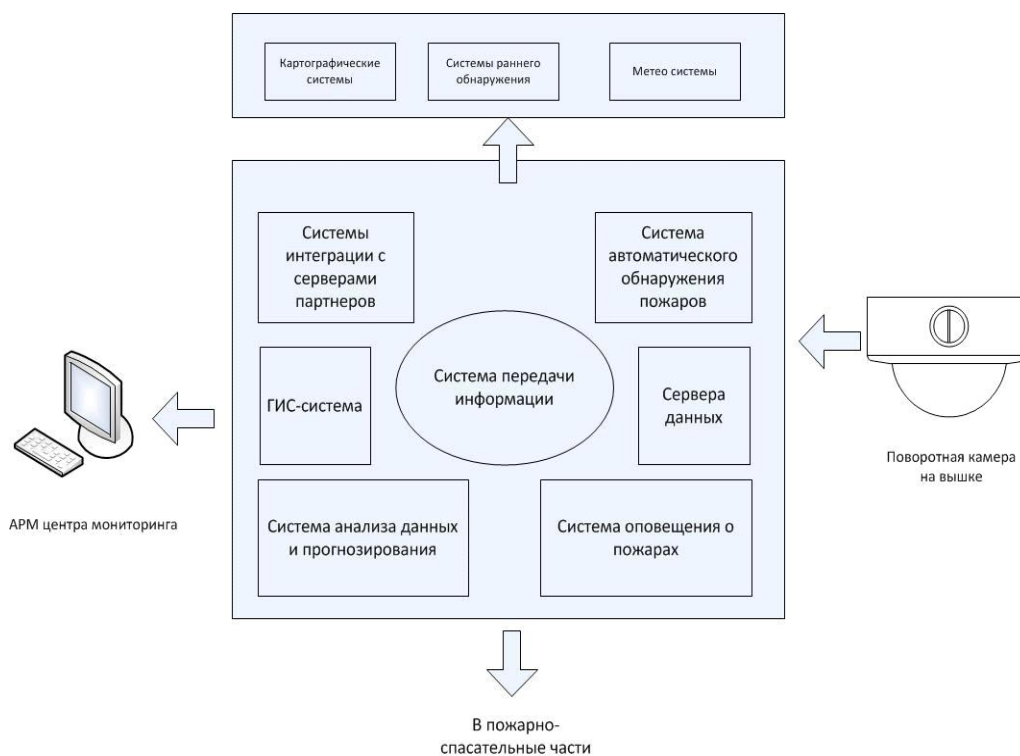 Картографические
системы
Системы раннего
обнаружения
Метео системы
Системы
интеграции с
серверами
партнеров
Система
автоматического
обнаружения
пожаров
Система передачи
информации
ГИС-система
Сервера
данных
Система анализа данных
и прогнозирования
Система оповещения о
пожарах
АРМ центра мониторинга
Поворотная камера
на вышке
В пожарно-
спасательные части